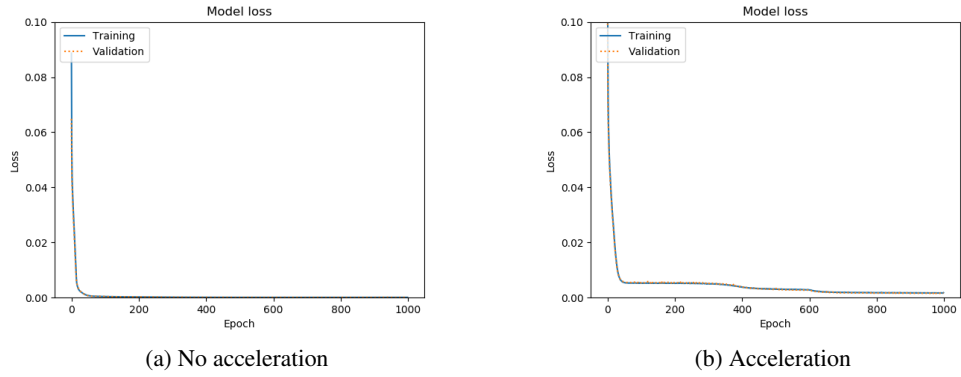 Model loss
0.10
0.08
0.06
0.04
0.02
0.00
Loss
Training
Validation
0
200
400
600
800
1000
Epoch
(a) No acceleration
Model loss
0.10
0.08
0.06
0.04
0.02
0.00
Loss
Training
Validation
0
200
400
600
800
1000
Epoch
(b) Acceleration